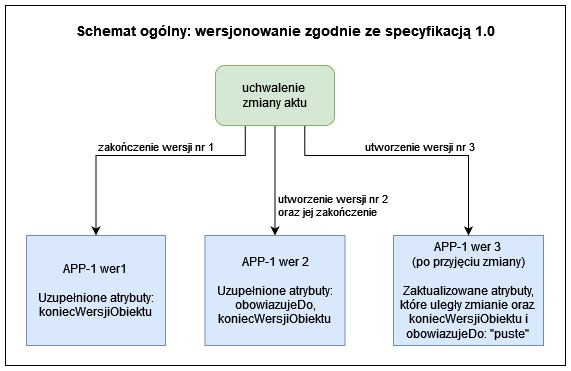 Schemat ogólny: wersjonowanie zgodnie ze specyfikacją 1.0
uchwalenie
zmiany aktu
zakończenie wersji nr 1
utworzenie wersji nr 3
utworzenie wersji nr 2
oraz jej zakończenie
APP-1 wer1
Uzupełnione atrybuty:
koniecWersjiObiektu
APP-1 wer 2
Uzupełnione atrybuty:
obowiazujeDo,
koniecWersjiObiektu
APP-1 wer 3
(po przyjęciu zmiany)
Zaktualizowane atrybuty,
które uległy zmianie oraz
koniecWersjiObiektu i
obowiazujeDo: "puste"